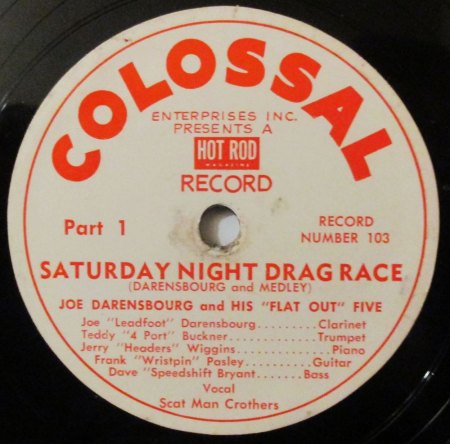 COLOSSAL
ENTERPRISES INC.
PRESENTS A
HOT ROD
MAGAZINE
RECORD
Part 1
RECORD
NUMBER 103
SATURDAY NIGHT DRAG RACE
(DARENSBOURG and MEDLEY)
JOE DARENSBOURG and HIS "FLAT OUT" FIVE
Joe "Leadfoot" Darensbourg.........Clarinet
Teddy "4 Port" Buckner..............Trumpet
Jerry "Headers" Wiggins................Piano
Frank "Wristpin" Pasley............Guitar
Dave "Speedshift Bryant.......Bass
Vocal
Scat Man Crothers